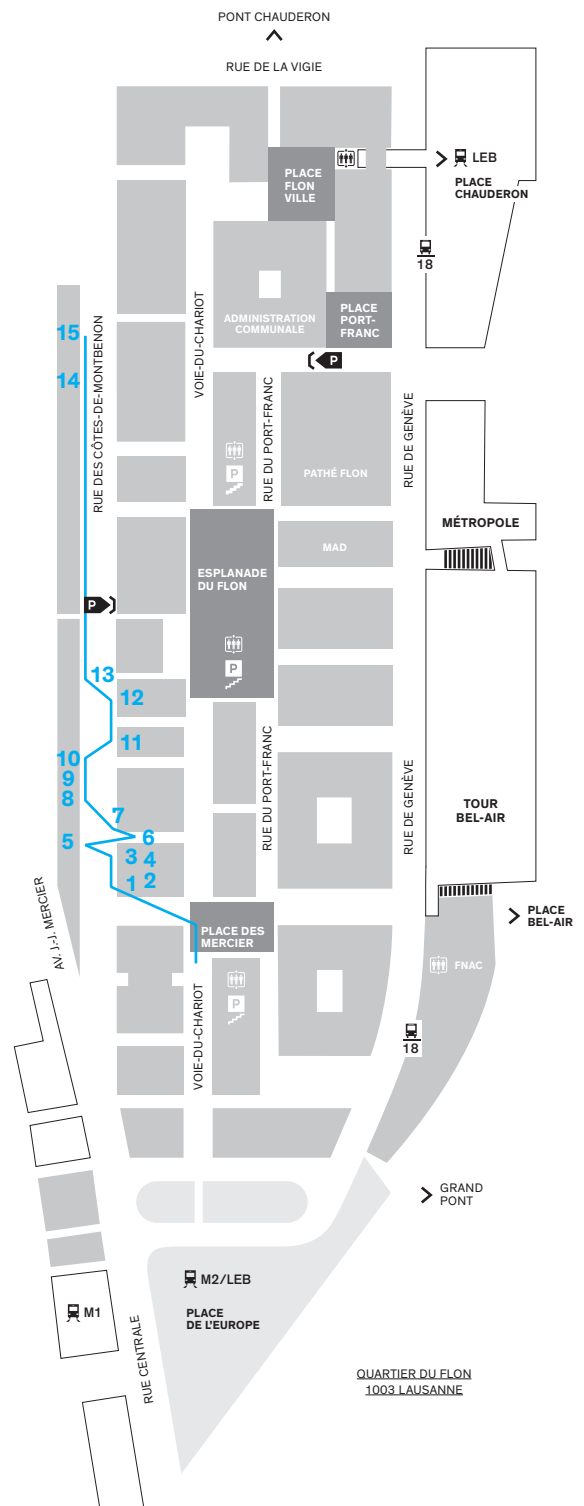 PONT CHAUDERON
RUE DE LA VIGIE
LEB
PLACE
CHAUDERON
PLACE
FLON
VILLE
18
ADMINISTRATION
COMMUNALE
PLACE
PORT-
FRANC
P
VOIE-DU-CHARIOT
RUE DES CÔTES-DE-MONTBENON
15
14
RUE DU PORT-FRANC
RUE DE GENÈVE
P
PATHÉ FLON
MÉTROPOLE
MAD
ESPLANADE
DU FLON
P
P
13
12
11
10
9
8
7
6
5
3
4
1
2
RUE DU PORT-FRANC
RUE DE GENÈVE
TOUR
BEL-AIR
PLACE
BEL-AIR
AV. J.-J. MERCIER
PLACE DES
MERCIER
FNAC
P
VOIE-DU-CHARIOT
18
GRAND
PONT
M2/LEB
PLACE
DE L'EUROPE
M1
RUE CENTRALE
QUARTIER DU FLON
1003 LAUSANNE